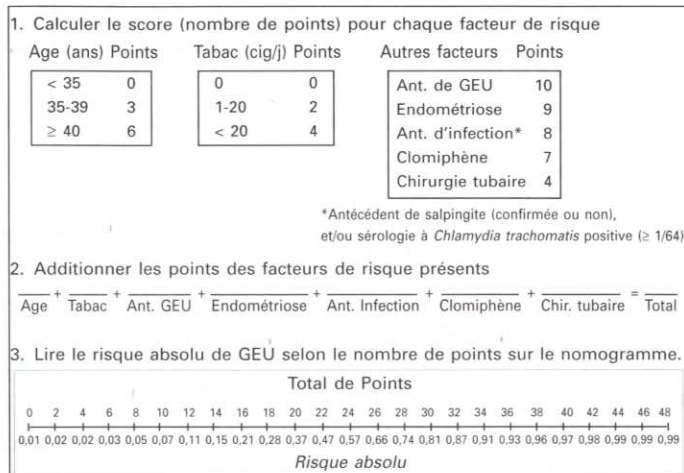 1. Calculer le score (nombre de points) pour chaque facteur de risque
Age (ans) Points
< 35 0
35-39 3
≥ 40 6
Tabac (cig/j) Points
0 0
1-20 2
< 20 4
Autres facteurs Points
Ant. de GEU 10
Endométriose 9
Ant. d'infection* 8
Clomiphène 7
Chirurgie tubaire 4
*Antécédent de salpingite (confirmée ou non),
et/ou sérologie à Chlamydia trachomatis positive (≥ 1/64)
2. Additionner les points des facteurs de risque présents
+ + + + + + =
Age Tabac Ant. GEU Endométriose Ant. Infection Clomiphène Chir. tubaire Total
3. Lire le risque absolu de GEU selon le nombre de points sur le nomogramme.
Total de Points
0 2 4 6 8 10 12 14 16 18 20 22 24 26 28 30 32 34 36 38 40 42 44 46 48
0,01 0,02 0,02 0,03 0,05 0,07 0,11 0,15 0,21 0,28 0,37 0,47 0,57 0,66 0,74 0,81 0,87 0,91 0,93 0,96 0,97 0,98 0,99 0,99 0,99
Risque absolu